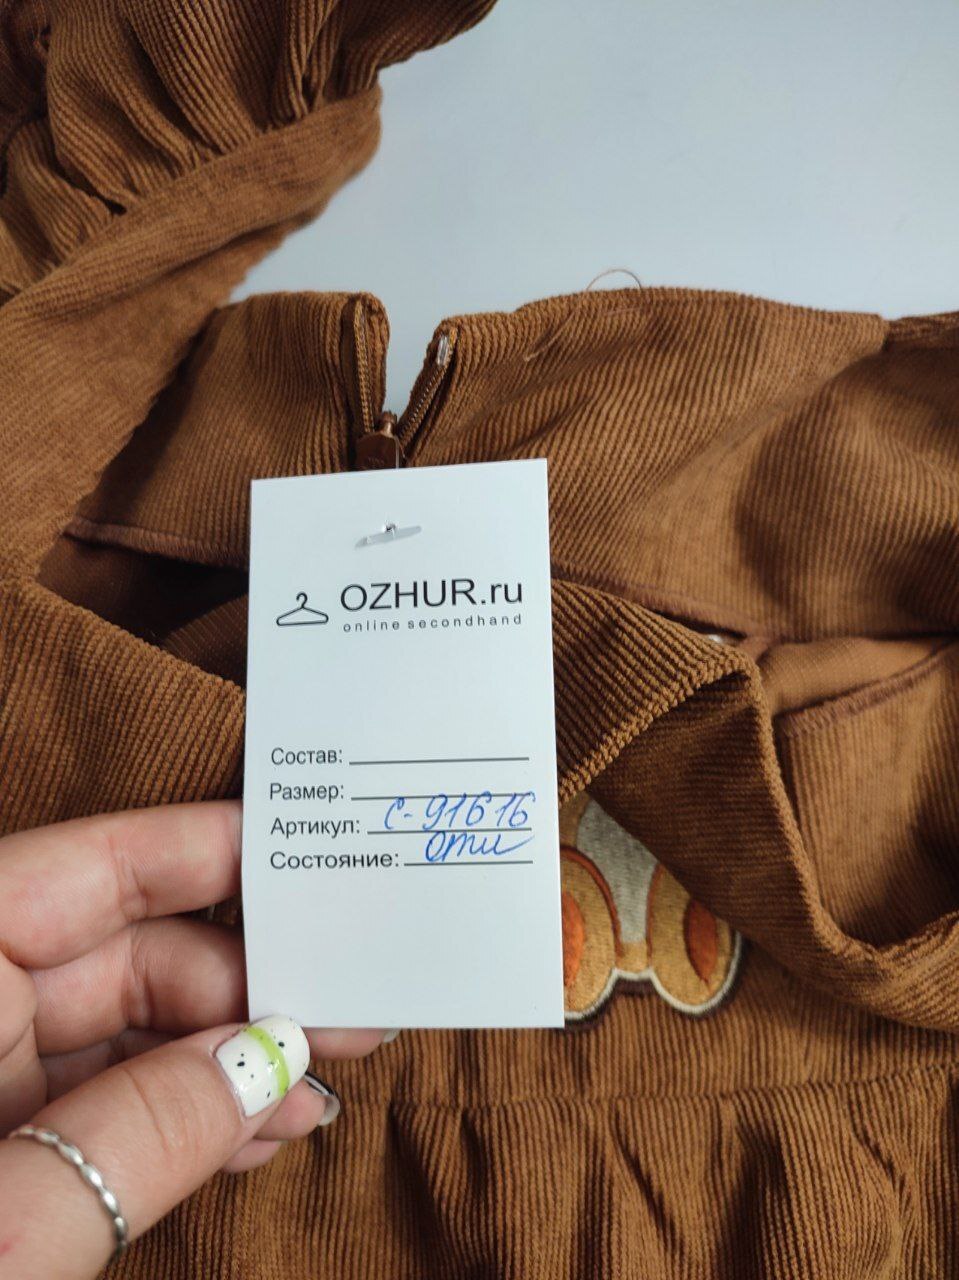 OZHUR.ru
online secondhand
Состав:
Размер:
Артикул: С-91616
Состояние: отл